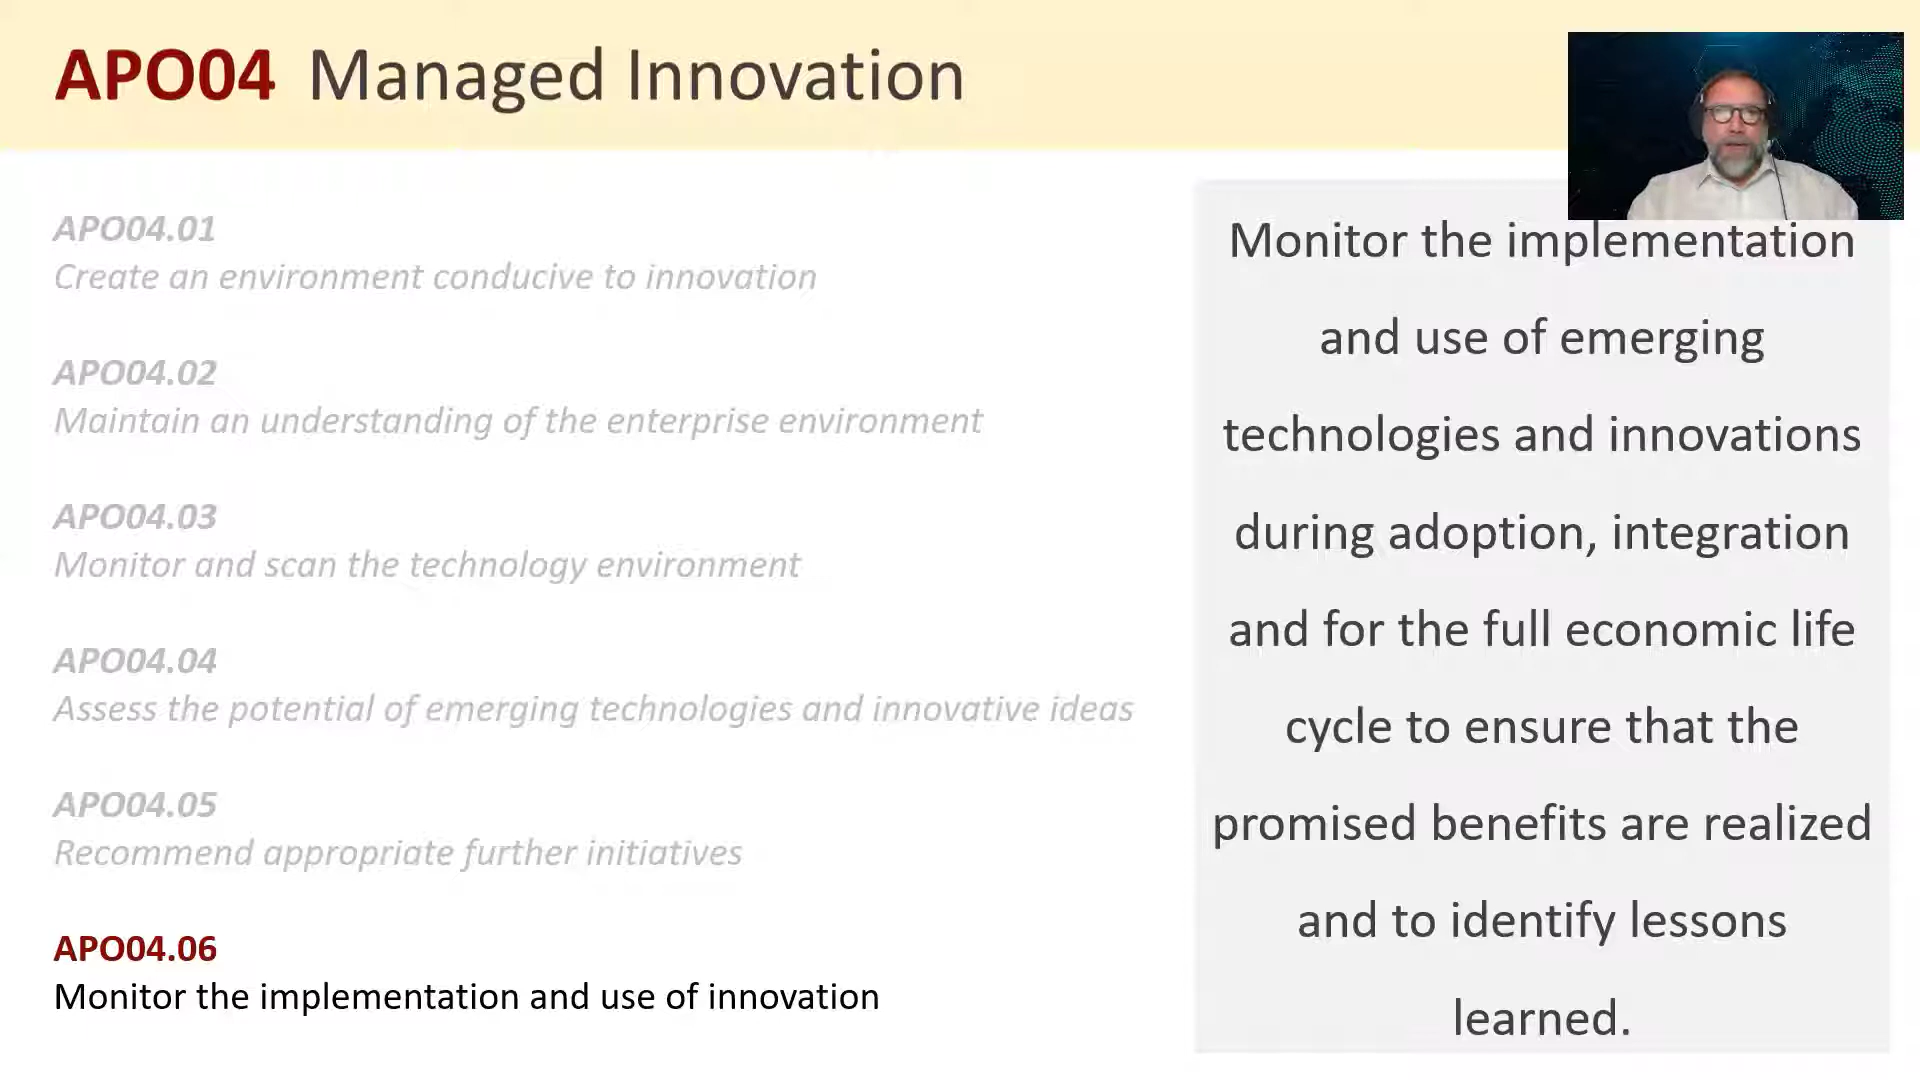 APO04 Managed Innovation
APO04.01
Create an environment conducive to innovation
APO04.02
Maintain an understanding of the enterprise environment
APO04.03
Monitor and scan the technology environment
APO04.04
Assess the potential of emerging technologies and innovative ideas
APO04.05
Recommend appropriate further initiatives
APO04.06
Monitor the implementation and use of innovation
Monitor the implementation
and use of emerging
technologies and innovations
during adoption, integration
and for the full economic life
cycle to ensure that the
promised benefits are realized
and to identify lessons
learned.